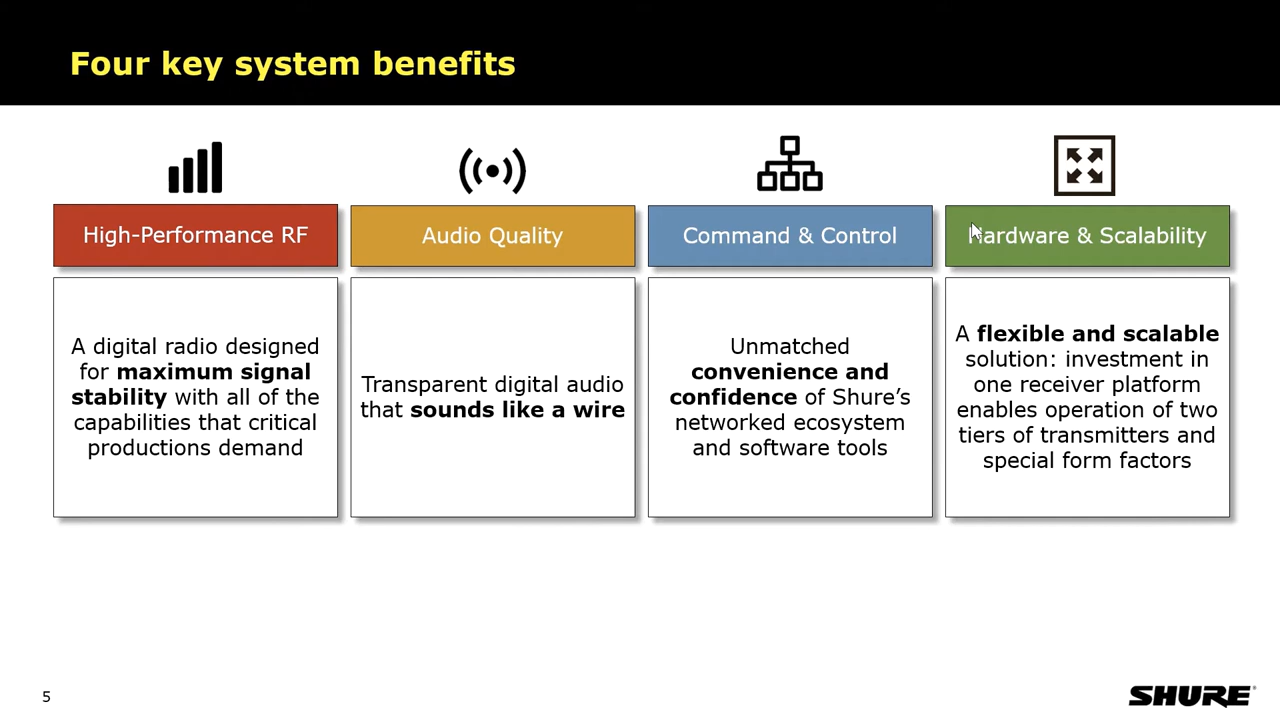 Four key system benefits
High-Performance RF
A digital radio designed
for maximum signal
stability with all of the
capabilities that critical
productions demand
Audio Quality
Transparent digital audio
that sounds like a wire
Command & Control
Unmatched
convenience and
confidence of Shure’s
networked ecosystem
and software tools
Hardware & Scalability
A flexible and scalable
solution: investment in
one receiver platform
enables operation of two
tiers of transmitters and
special form factors
5
SHURE